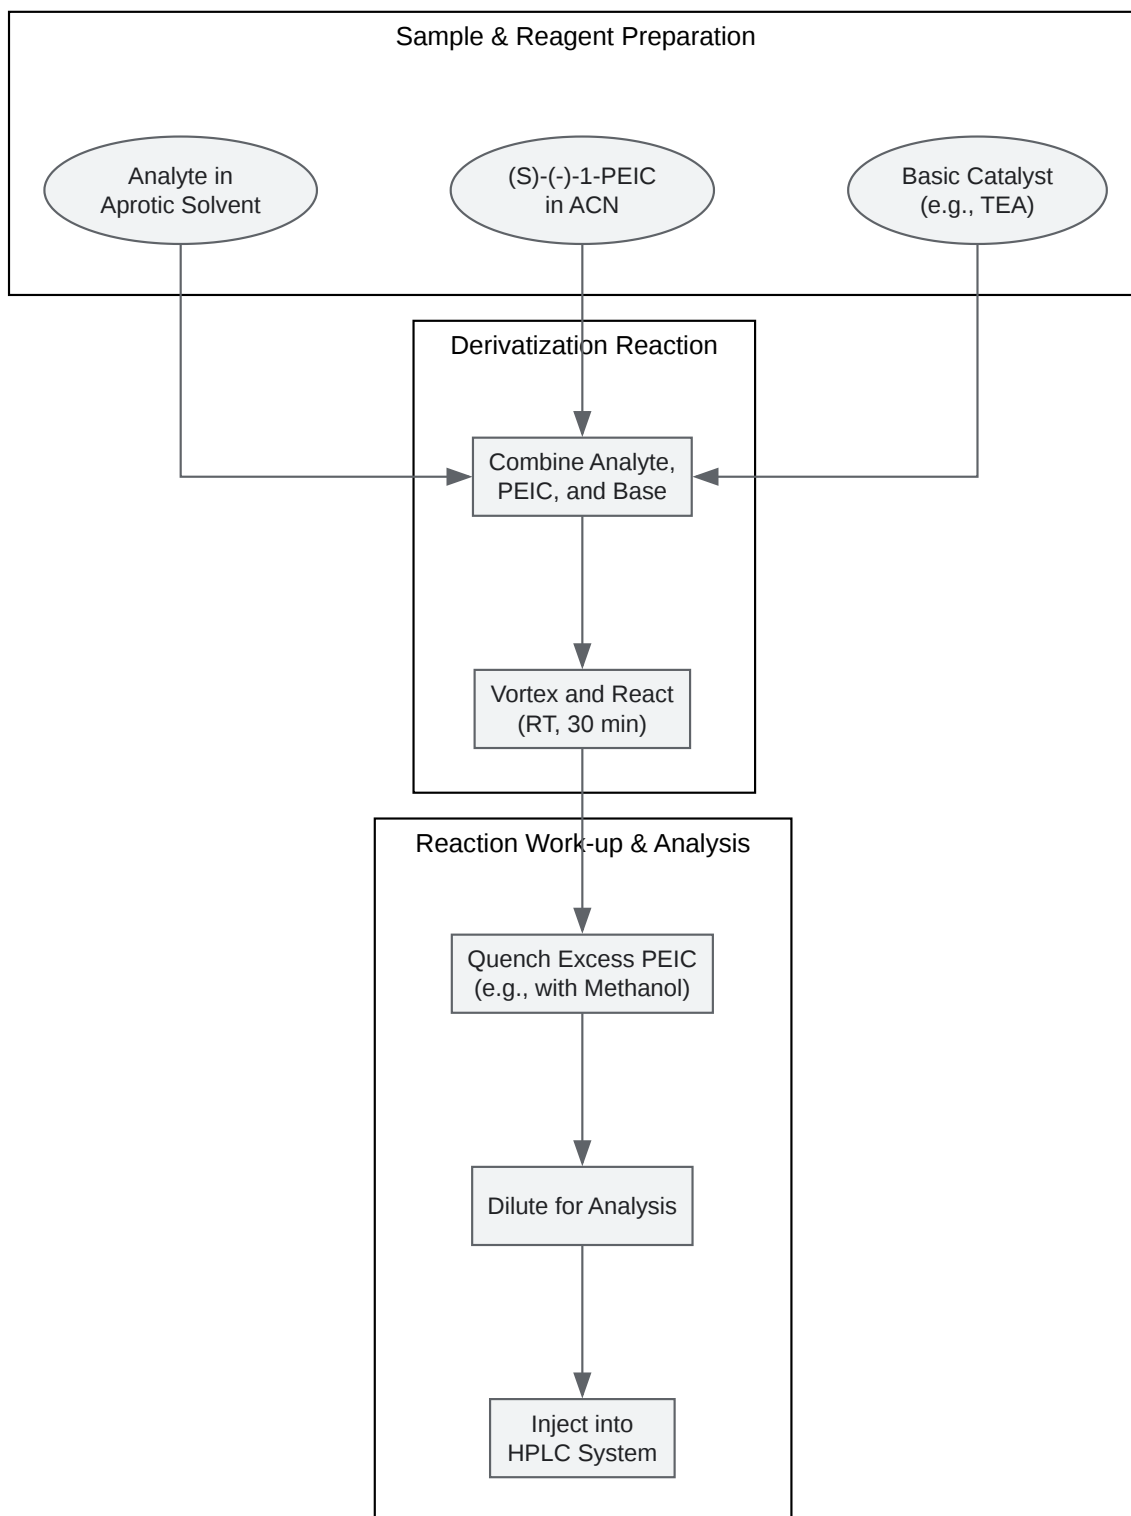 Sample & Reagent Preparation
Analyte in
Aprotic Solvent
(S)-(-)-1-PEIC
in ACN
Basic Catalyst
(e.g., TEA)
Derivatization Reaction
Combine Analyte,
PEIC, and Base
Vortex and React
(RT, 30 min)
Reaction Work-up & Analysis
Quench Excess PEIC
(e.g., with Methanol)
Dilute for Analysis
Inject into
HPLC System